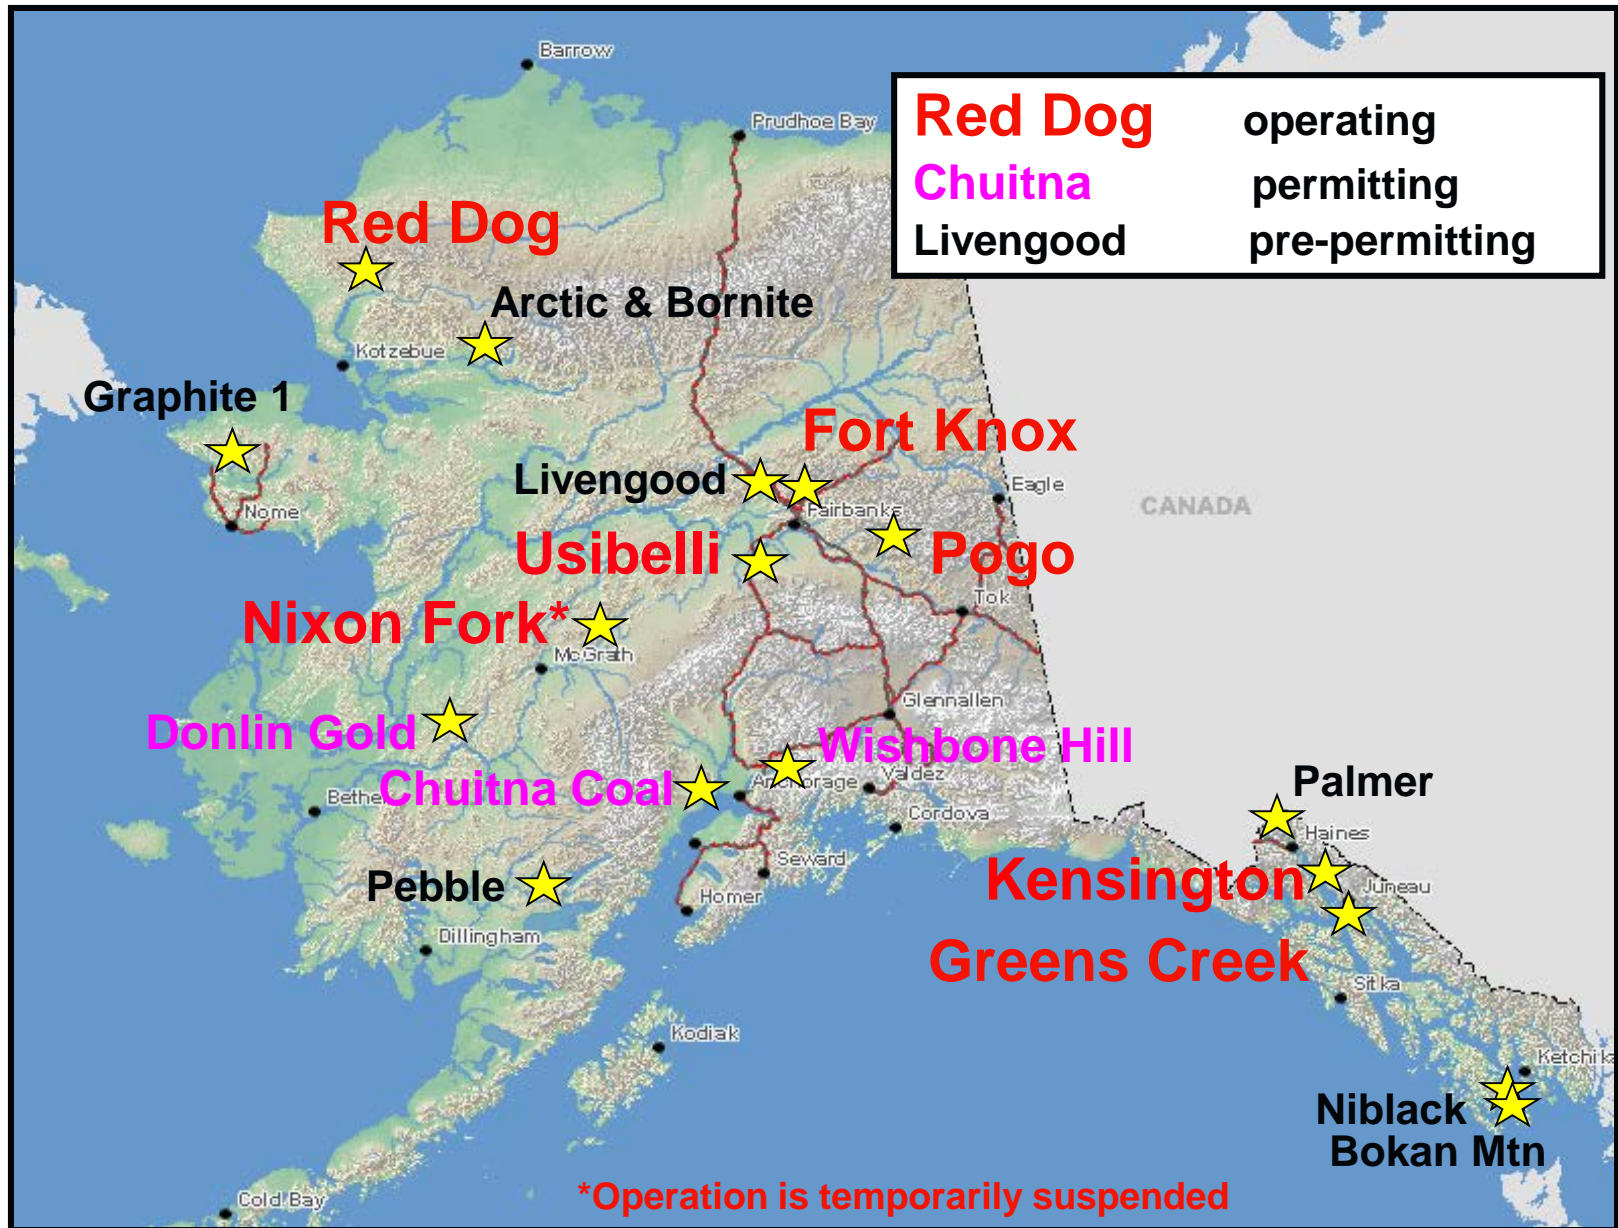 Barrow
Prudhoe Bay
Red Dog operating
Chuitna permitting
Livengood pre-permitting
Red Dog
Arctic & Bornite
Kotzebue
Graphite 1
Fort Knox
Livengood
Eagle
CANADA
Nome
Fairbanks
Usibelli
Pogo
Tok
Nixon Fork*
McGrath
Glennallen
Donlin Gold
Wishbone Hill
Chuitna Coal
Anchorage
Valdez
Palmer
Bethel
Cordova
Haines
Seward
Kensington
Pebble
Juneau
Homer
Dillingham
Greens Creek
Sitka
Kodiak
Ketchik
Niblack
Bokan Mtn
*Operation is temporarily suspended
Cold Bay